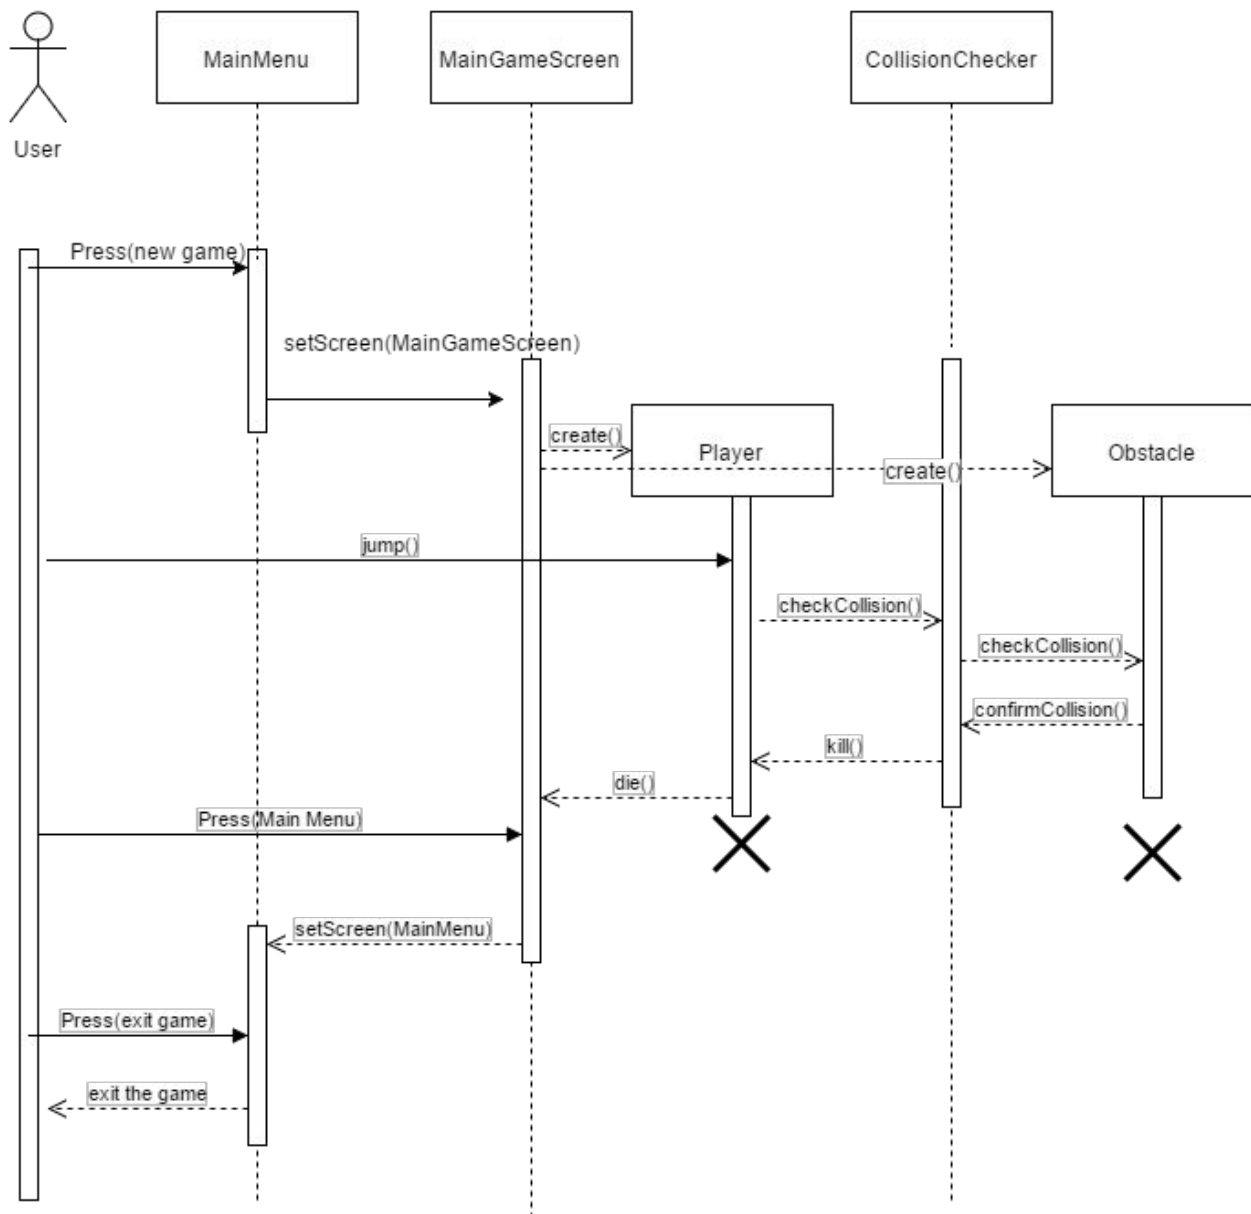 MainMenu
MainGameScreen
CollisionChecker
User
Press(new game)
setScreen(MainGameScreen)
create()
Player
create()
Obstacle
jump()
checkCollision()
checkCollision()
confirmCollision()
kill()
die()
Press(Main Menu)
setScreen(MainMenu)
Press(exit game)
exit the game